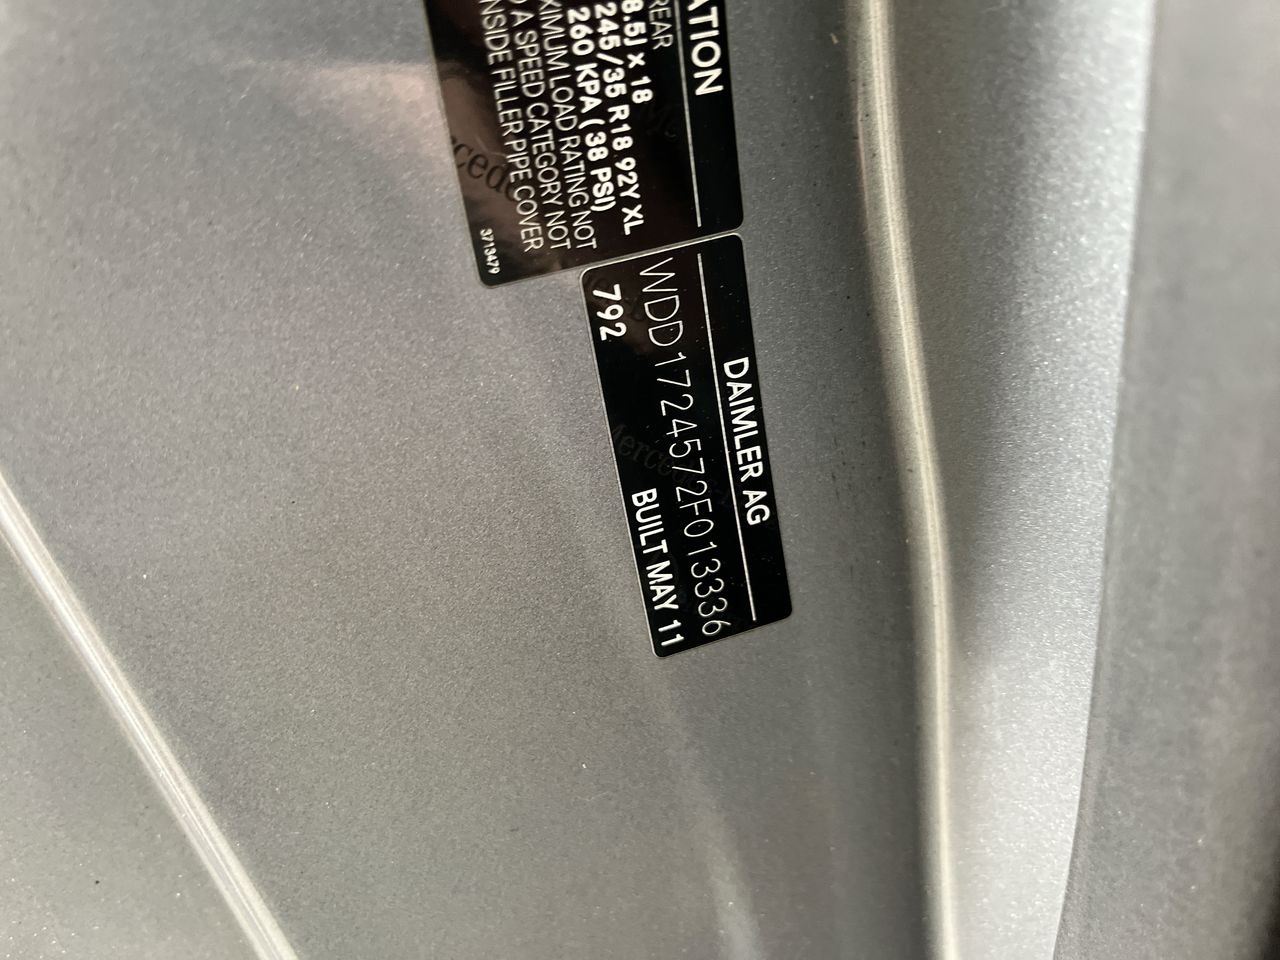 ATION
REAR
8.5J x 18
245/35 R18 92Y XL
260 KPA ( 38 PSI)
XIMUM LOAD RATING NOT
A SPEED CATEGORY NOT
NSIDE FILLER PIPE COVER
3713479
DAIMLER AG
WDD1724572F013336
792
BUILT MAY 11